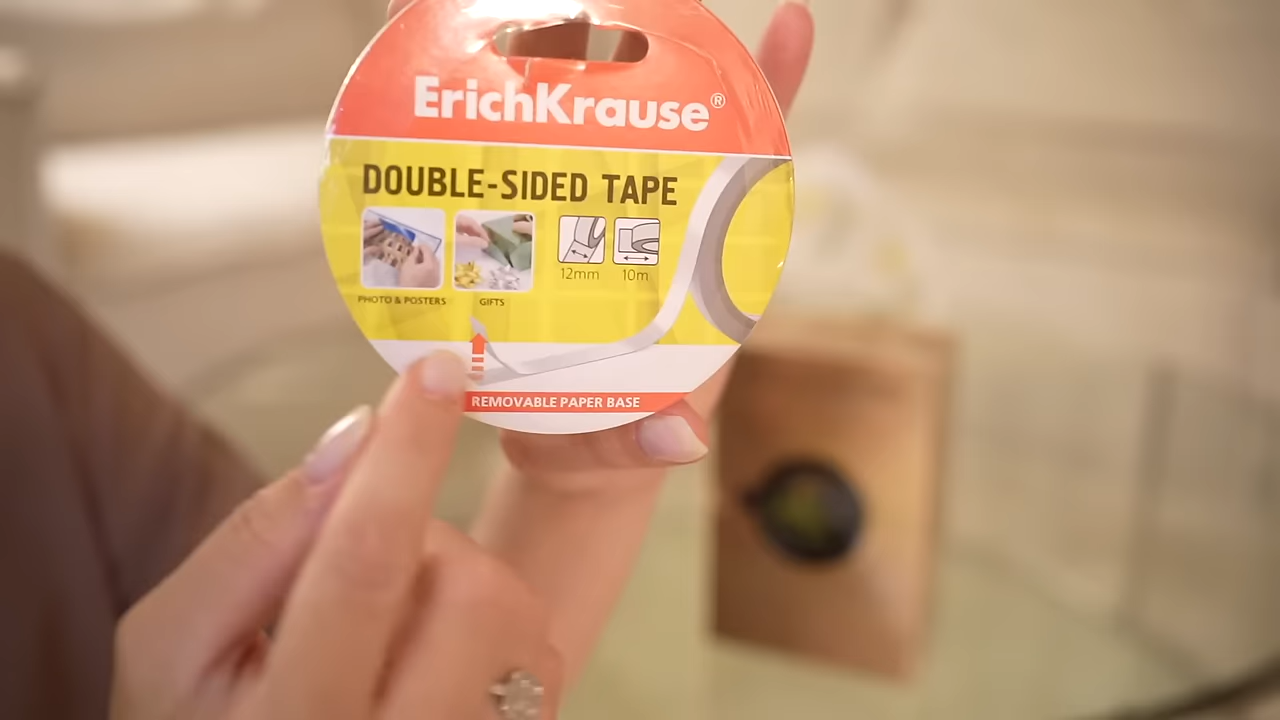 ErichKrause®
DOUBLE-SIDED TAPE
12mm
10m
PHOTO & POSTERS
GIFTS
REMOVABLE PAPER BASE